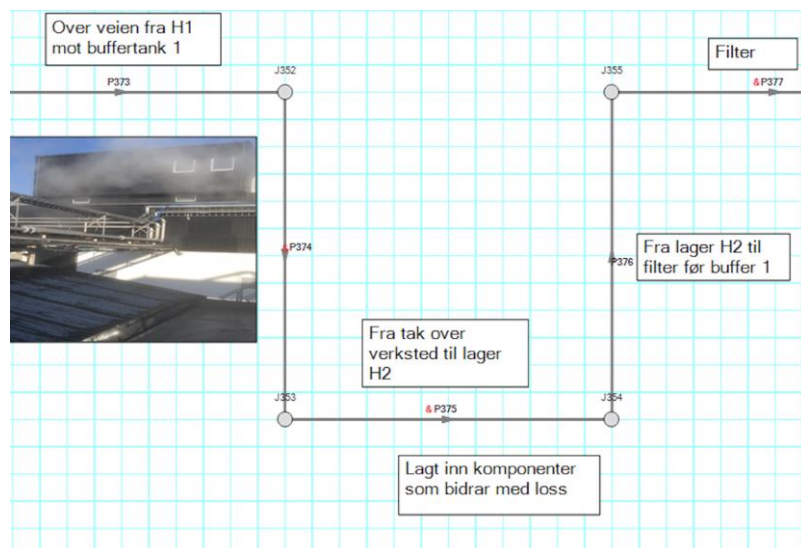 Over veien fra H1
mot buffertank 1
Filter
J352
J355
P373
&P377
&P374
P376
Fra lager H2 til
filter før buffer 1
Fra tak over
verksted til lager
H2
J353
J354
& P375
Lagt inn komponenter
som bidrar med loss